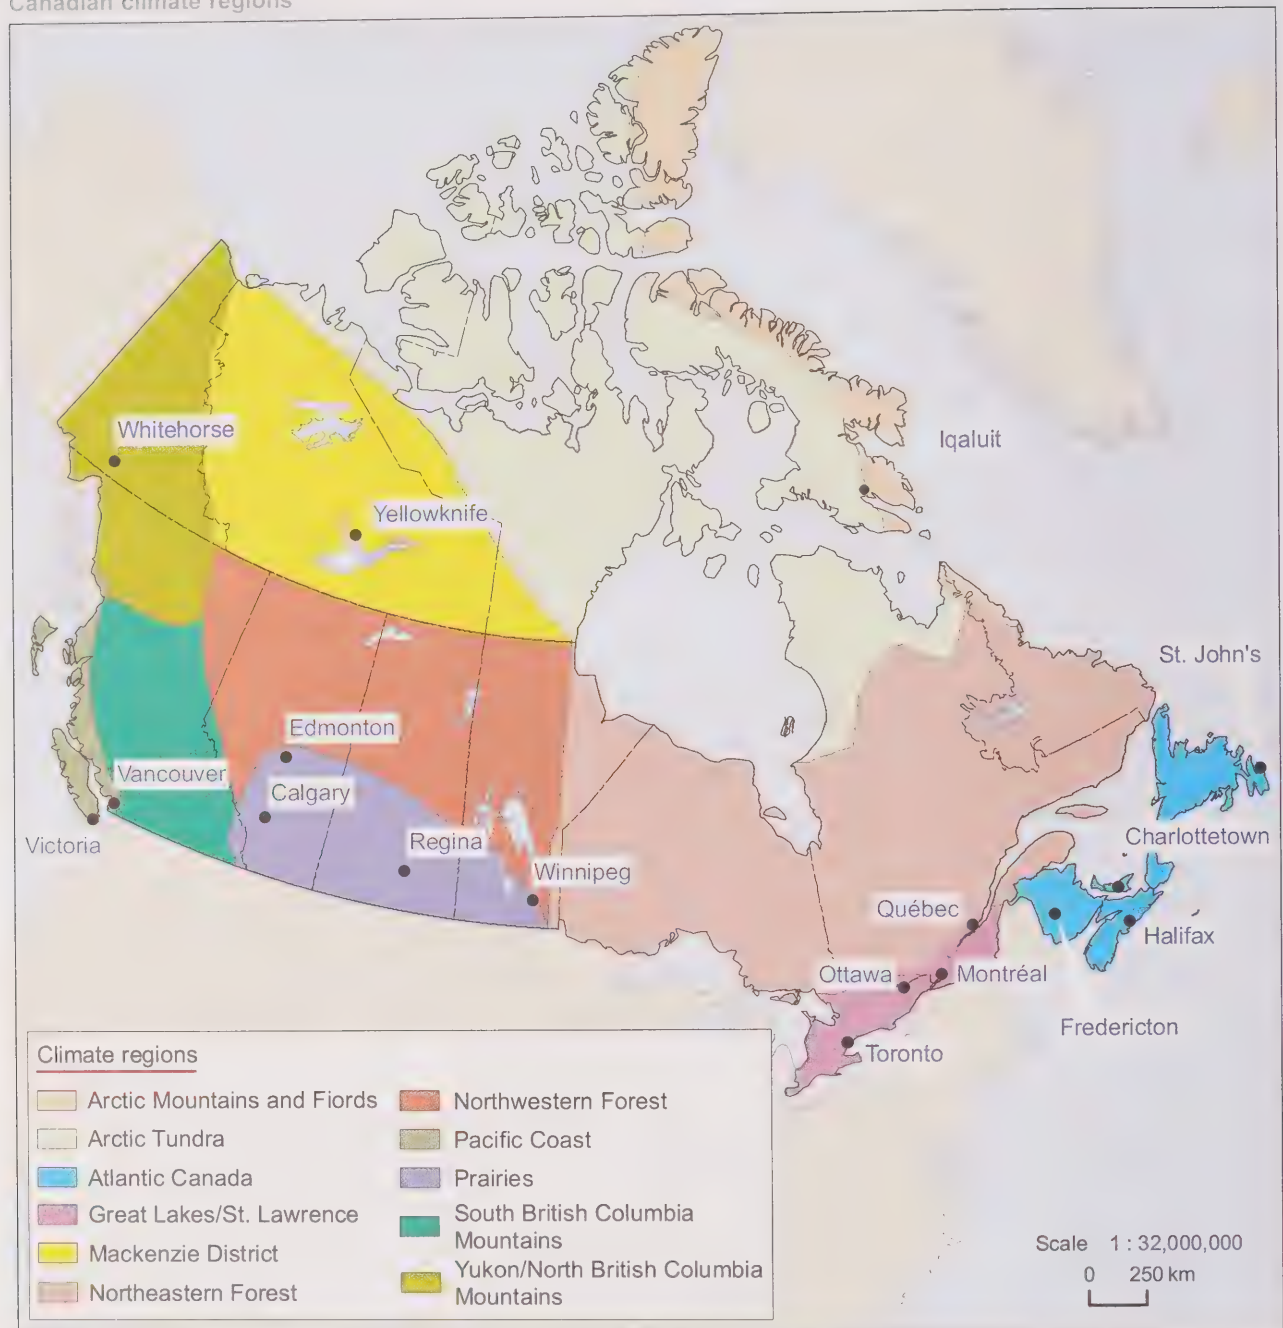 Canadian climate regions
Whitehorse
Iqaluit
Yellowknife
St. John's
Edmonton
Vancouver
Calgary
Charlottetown
Victoria
Regina
Winnipeg
Québec
Halifax
Ottawa
Montréal
Fredericton
Toronto
Climate regions
Arctic Mountains and Fiords
Arctic Tundra
Atlantic Canada
Great Lakes/St. Lawrence
Mackenzie District
Northeastern Forest
Northwestern Forest
Pacific Coast
Prairies
South British Columbia
Mountains
Yukon/North British Columbia
Mountains
Scale 1 : 32,000,000
0 250 km